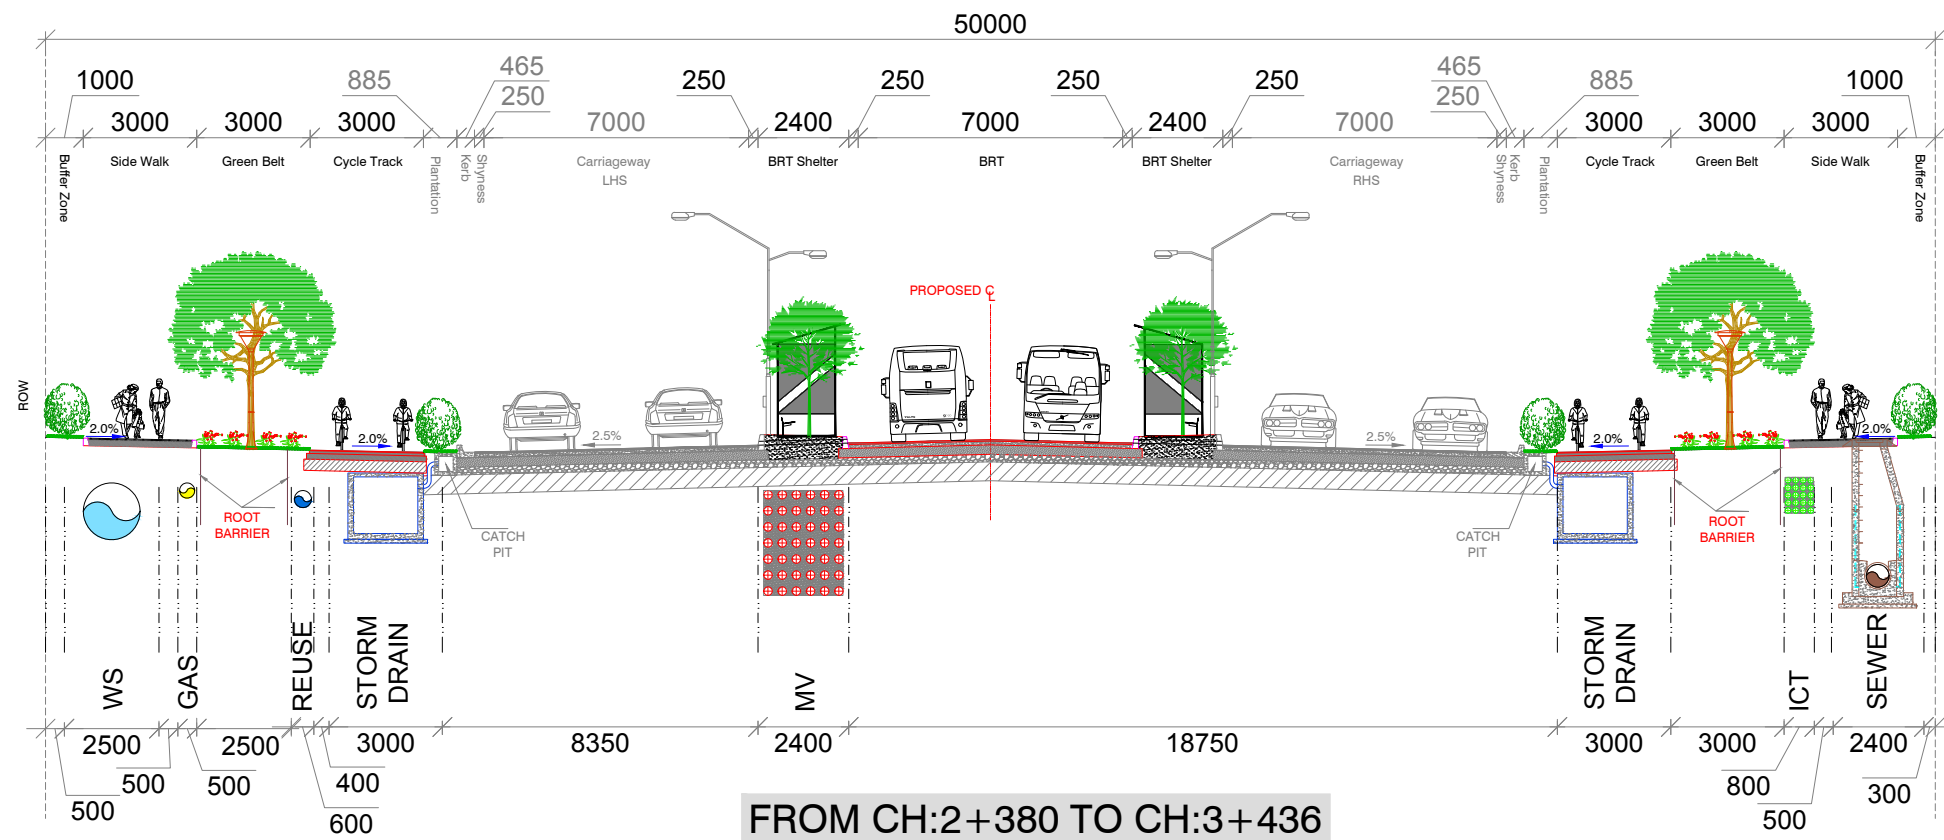 50000
1000
885
465
250
250
250
250
250
465
250
885
1000
3000
3000
3000
7000
2400
7000
2400
7000
3000
3000
3000
Buffer Zone
Side Walk
Green Belt
Cycle Track
Plantation
Kerb
Shyness
Carriageway
LHS
BRT Shelter
BRT
BRT Shelter
Carriageway
RHS
Shyness
Kerb
Plantation
Cycle Track
Green Belt
Side Walk
Buffer Zone
PROPOSED CL
ROW
2.0%
2.0%
2.5%
2.5%
2.0%
2.0%
ROOT
BARRIER
CATCH
PIT
CATCH
PIT
ROOT
BARRIER
WS
GAS
REUSE
STORM
DRAIN
MV
STORM
DRAIN
ICT
SEWER
2500
2500
3000
8350
2400
18750
3000
3000
2400
500
500
500
400
600
800
500
300
FROM CH:2+380 TO CH:3+436